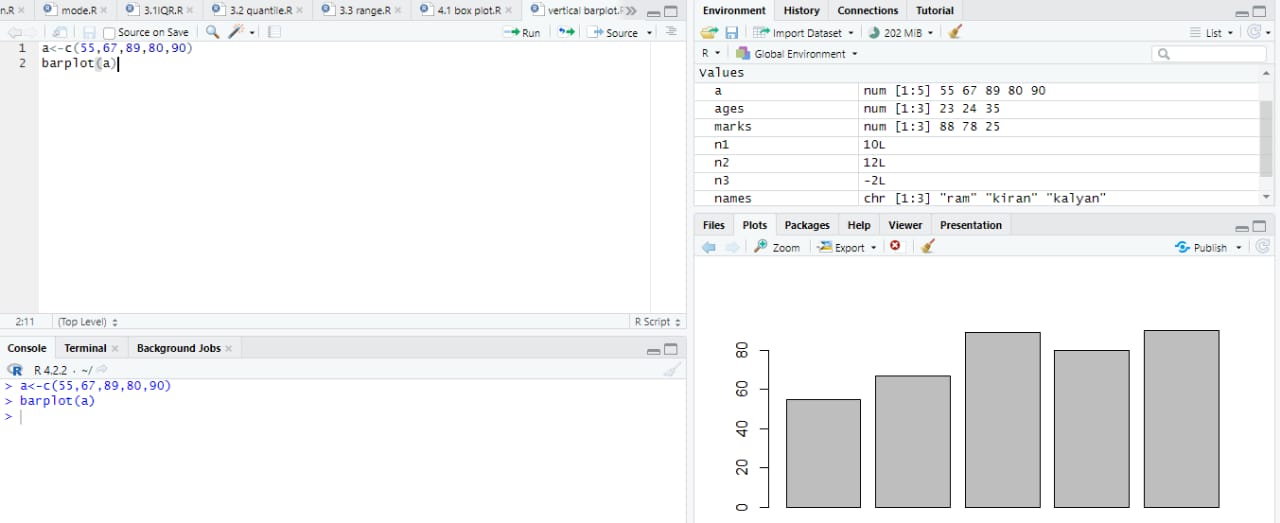 n.R × mode.R × 3.1IQR.R × 3.2 quantile.R × 3.3 range.R × 4.1 box plot.R × vertical barplot.R »
Source on Save Run Source
1 a<-c(55,67,89,80,90)
2 barplot(a)
2:11 (Top Level) R Script
Console Terminal × Background Jobs ×
R R 4.2.2 · ~/
> a<-c(55,67,89,80,90)
> barplot(a)
>
Environment History Connections Tutorial
Import Dataset 202 MiB List
R Global Environment
Values
a num [1:5] 55 67 89 80 90
ages num [1:3] 23 24 35
marks num [1:3] 88 78 25
n1 10L
n2 12L
n3 -2L
names chr [1:3] "ram" "kiran" "kalyan"
Files Plots Packages Help Viewer Presentation
Zoom Export Publish
80
60
40
20
0